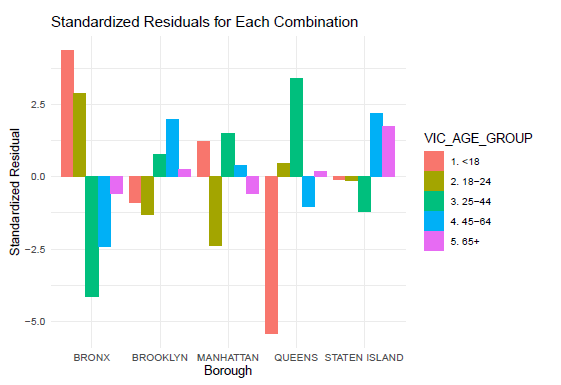 Standardized Residuals for Each Combination
Standardized Residual
2.5
0.0
−2.5
−5.0
BRONX BROOKLYN MANHATTAN QUEENS STATEN ISLAND
Borough
VIC_AGE_GROUP
1. <18
2. 18−24
3. 25−44
4. 45−64
5. 65+